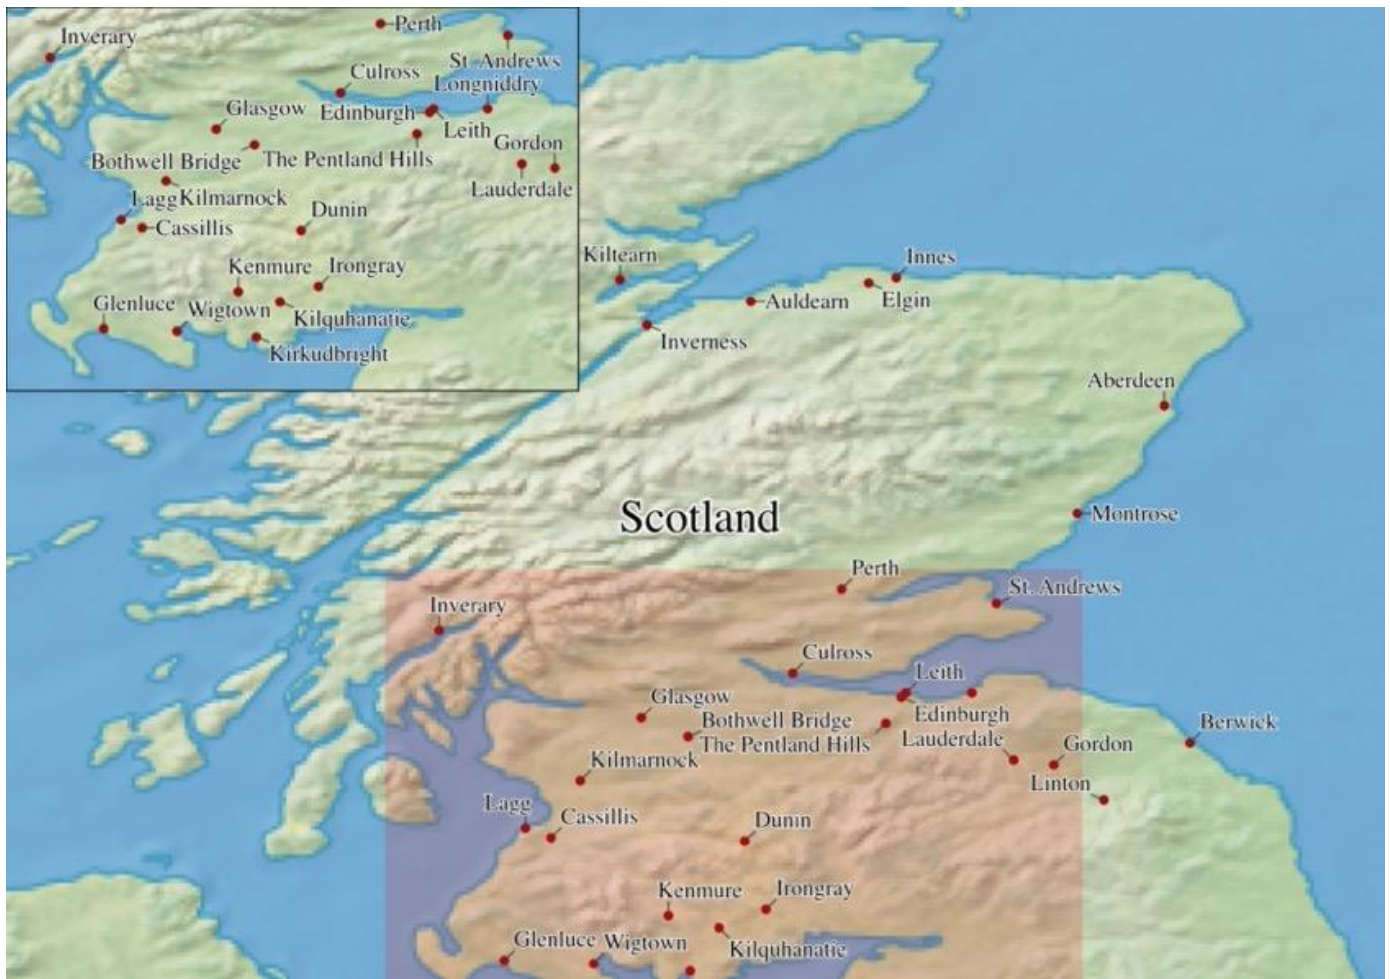 Inverary
Perth
St. Andrews
Culross
Longniddry
Glasgow
Edinburgh
Leith
Gordon
Bothwell Bridge
The Pentland Hills
Lauderdale
Lagg
Kilmarnock
Cassillis
Dunin
Kenmure
Irongray
Glenluce
Wigtown
Kilquhanatie
Kirkudbright
Kiltearn
Innes
Auldearn
Elgin
Inverness
Aberdeen
Scotland
Montrose
Perth
St. Andrews
Inverary
Culross
Leith
Glasgow
Edinburgh
Bothwell Bridge
Berwick
The Pentland Hills
Lauderdale
Gordon
Kilmarnock
Linton
Lagg
Cassillis
Dunin
Kenmure
Irongray
Glenluce
Wigtown
Kilquhanatie